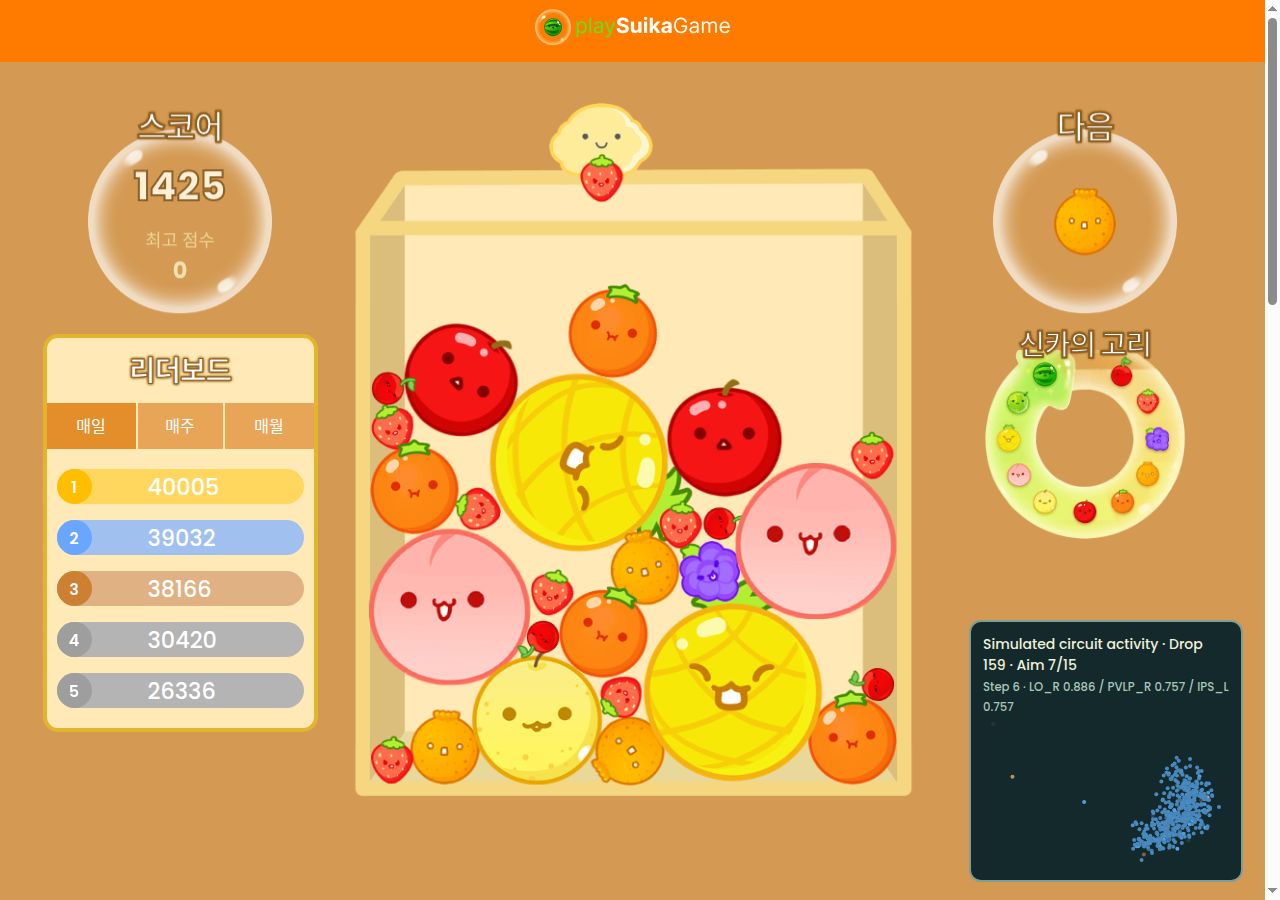 playSuikaGame
스코어
1425
최고 점수
0
다음
신카의 고리
리더보드
매일 매주 매월
1 40005
2 39032
3 38166
4 30420
5 26336
Simulated circuit activity · Drop
159 · Aim 7/15
Step 6 · LO_R 0.886 / PVLP_R 0.757 / IPS_L
0.757